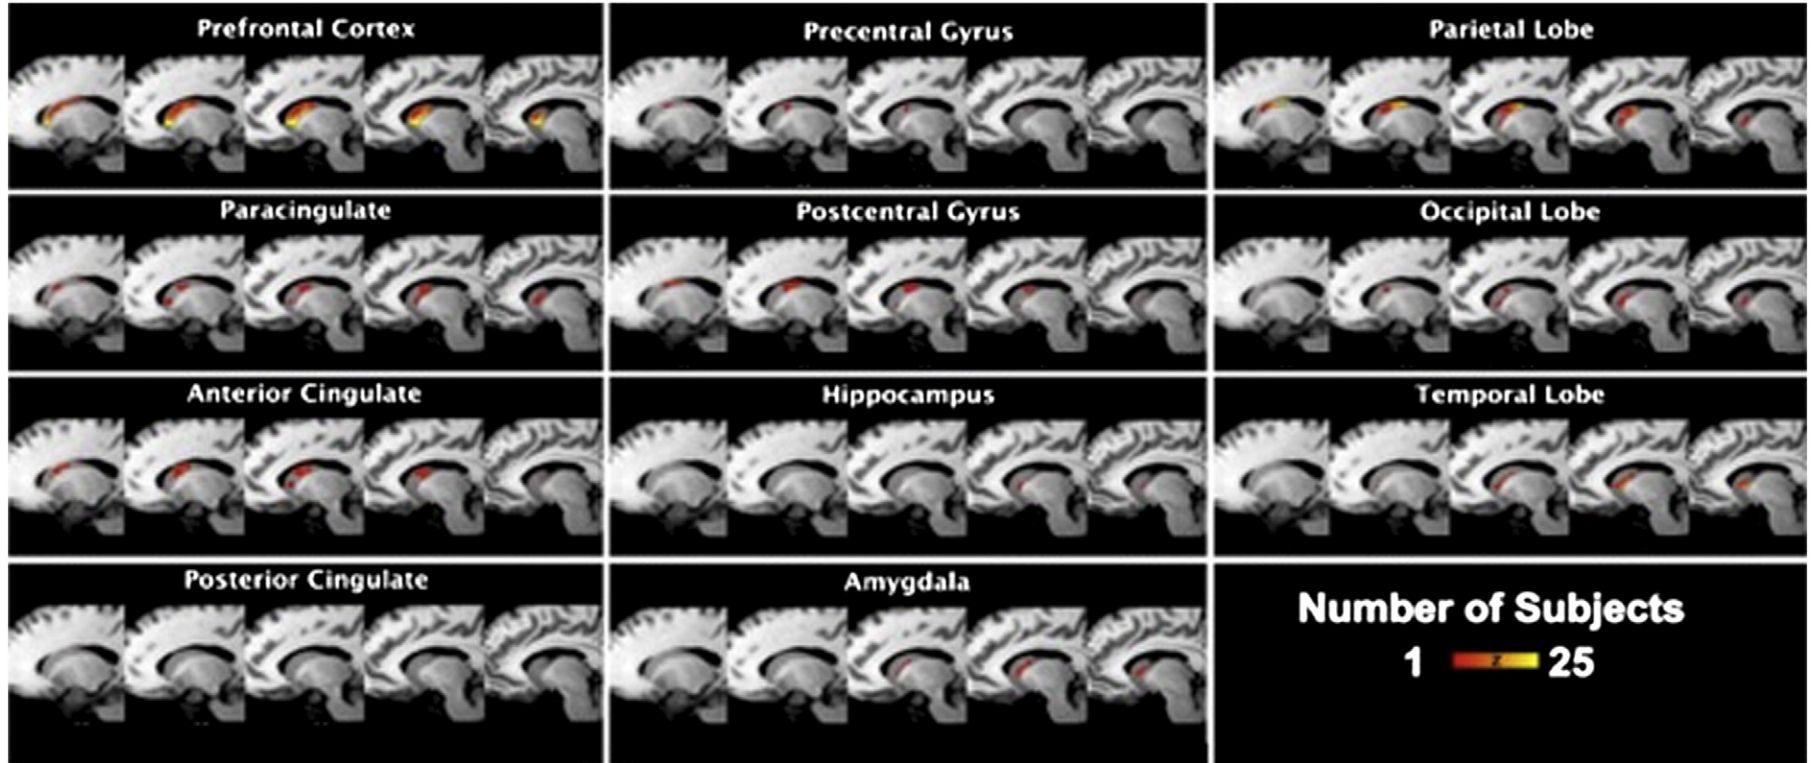 Prefrontal Cortex
Precentral Gyrus
Parietal Lobe
Paracingulate
Postcentral Gyrus
Occipital Lobe
Anterior Cingulate
Hippocampus
Temporal Lobe
Posterior Cingulate
Amygdala
Number of Subjects
1 z 25